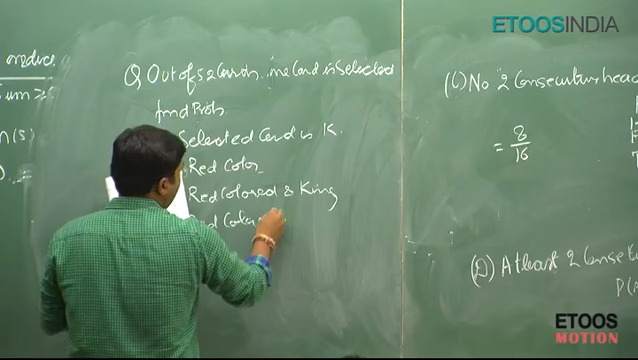 ETOOSINDIA
Q Out of 52 Cards one Card is Selected
find Prob.
Selected Card is K.
Red Color
Red Colored & King
(C) No 2 Consecutive head
= 8/16
(D) Atleast 2 Conse
P(A
n(S)
ETOOS
MOTION